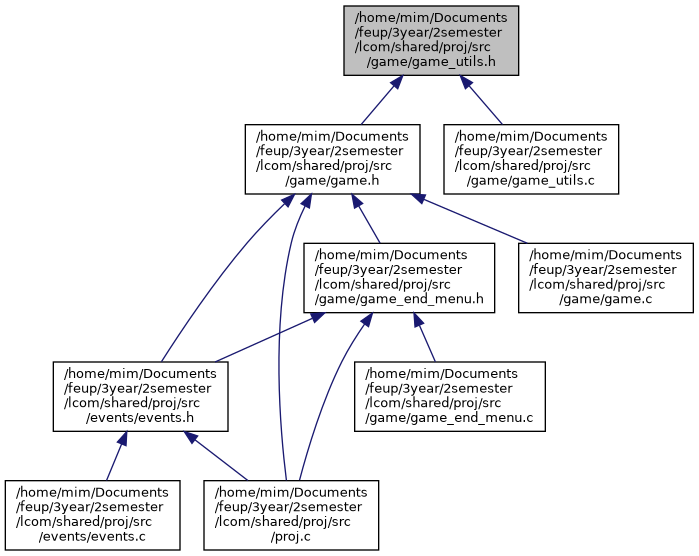 /home/mim/Documents
/feup/3year/2semester
/lcom/shared/proj/src
/game/game_utils.h
/home/mim/Documents
/feup/3year/2semester
/lcom/shared/proj/src
/game/game.h
/home/mim/Documents
/feup/3year/2semester
/lcom/shared/proj/src
/game/game_utils.c
/home/mim/Documents
/feup/3year/2semester
/lcom/shared/proj/src
/game/game_end_menu.h
/home/mim/Documents
/feup/3year/2semester
/lcom/shared/proj/src
/game/game.c
/home/mim/Documents
/feup/3year/2semester
/lcom/shared/proj/src
/events/events.h
/home/mim/Documents
/feup/3year/2semester
/lcom/shared/proj/src
/game/game_end_menu.c
/home/mim/Documents
/feup/3year/2semester
/lcom/shared/proj/src
/events/events.c
/home/mim/Documents
/feup/3year/2semester
/lcom/shared/proj/src
/proj.c